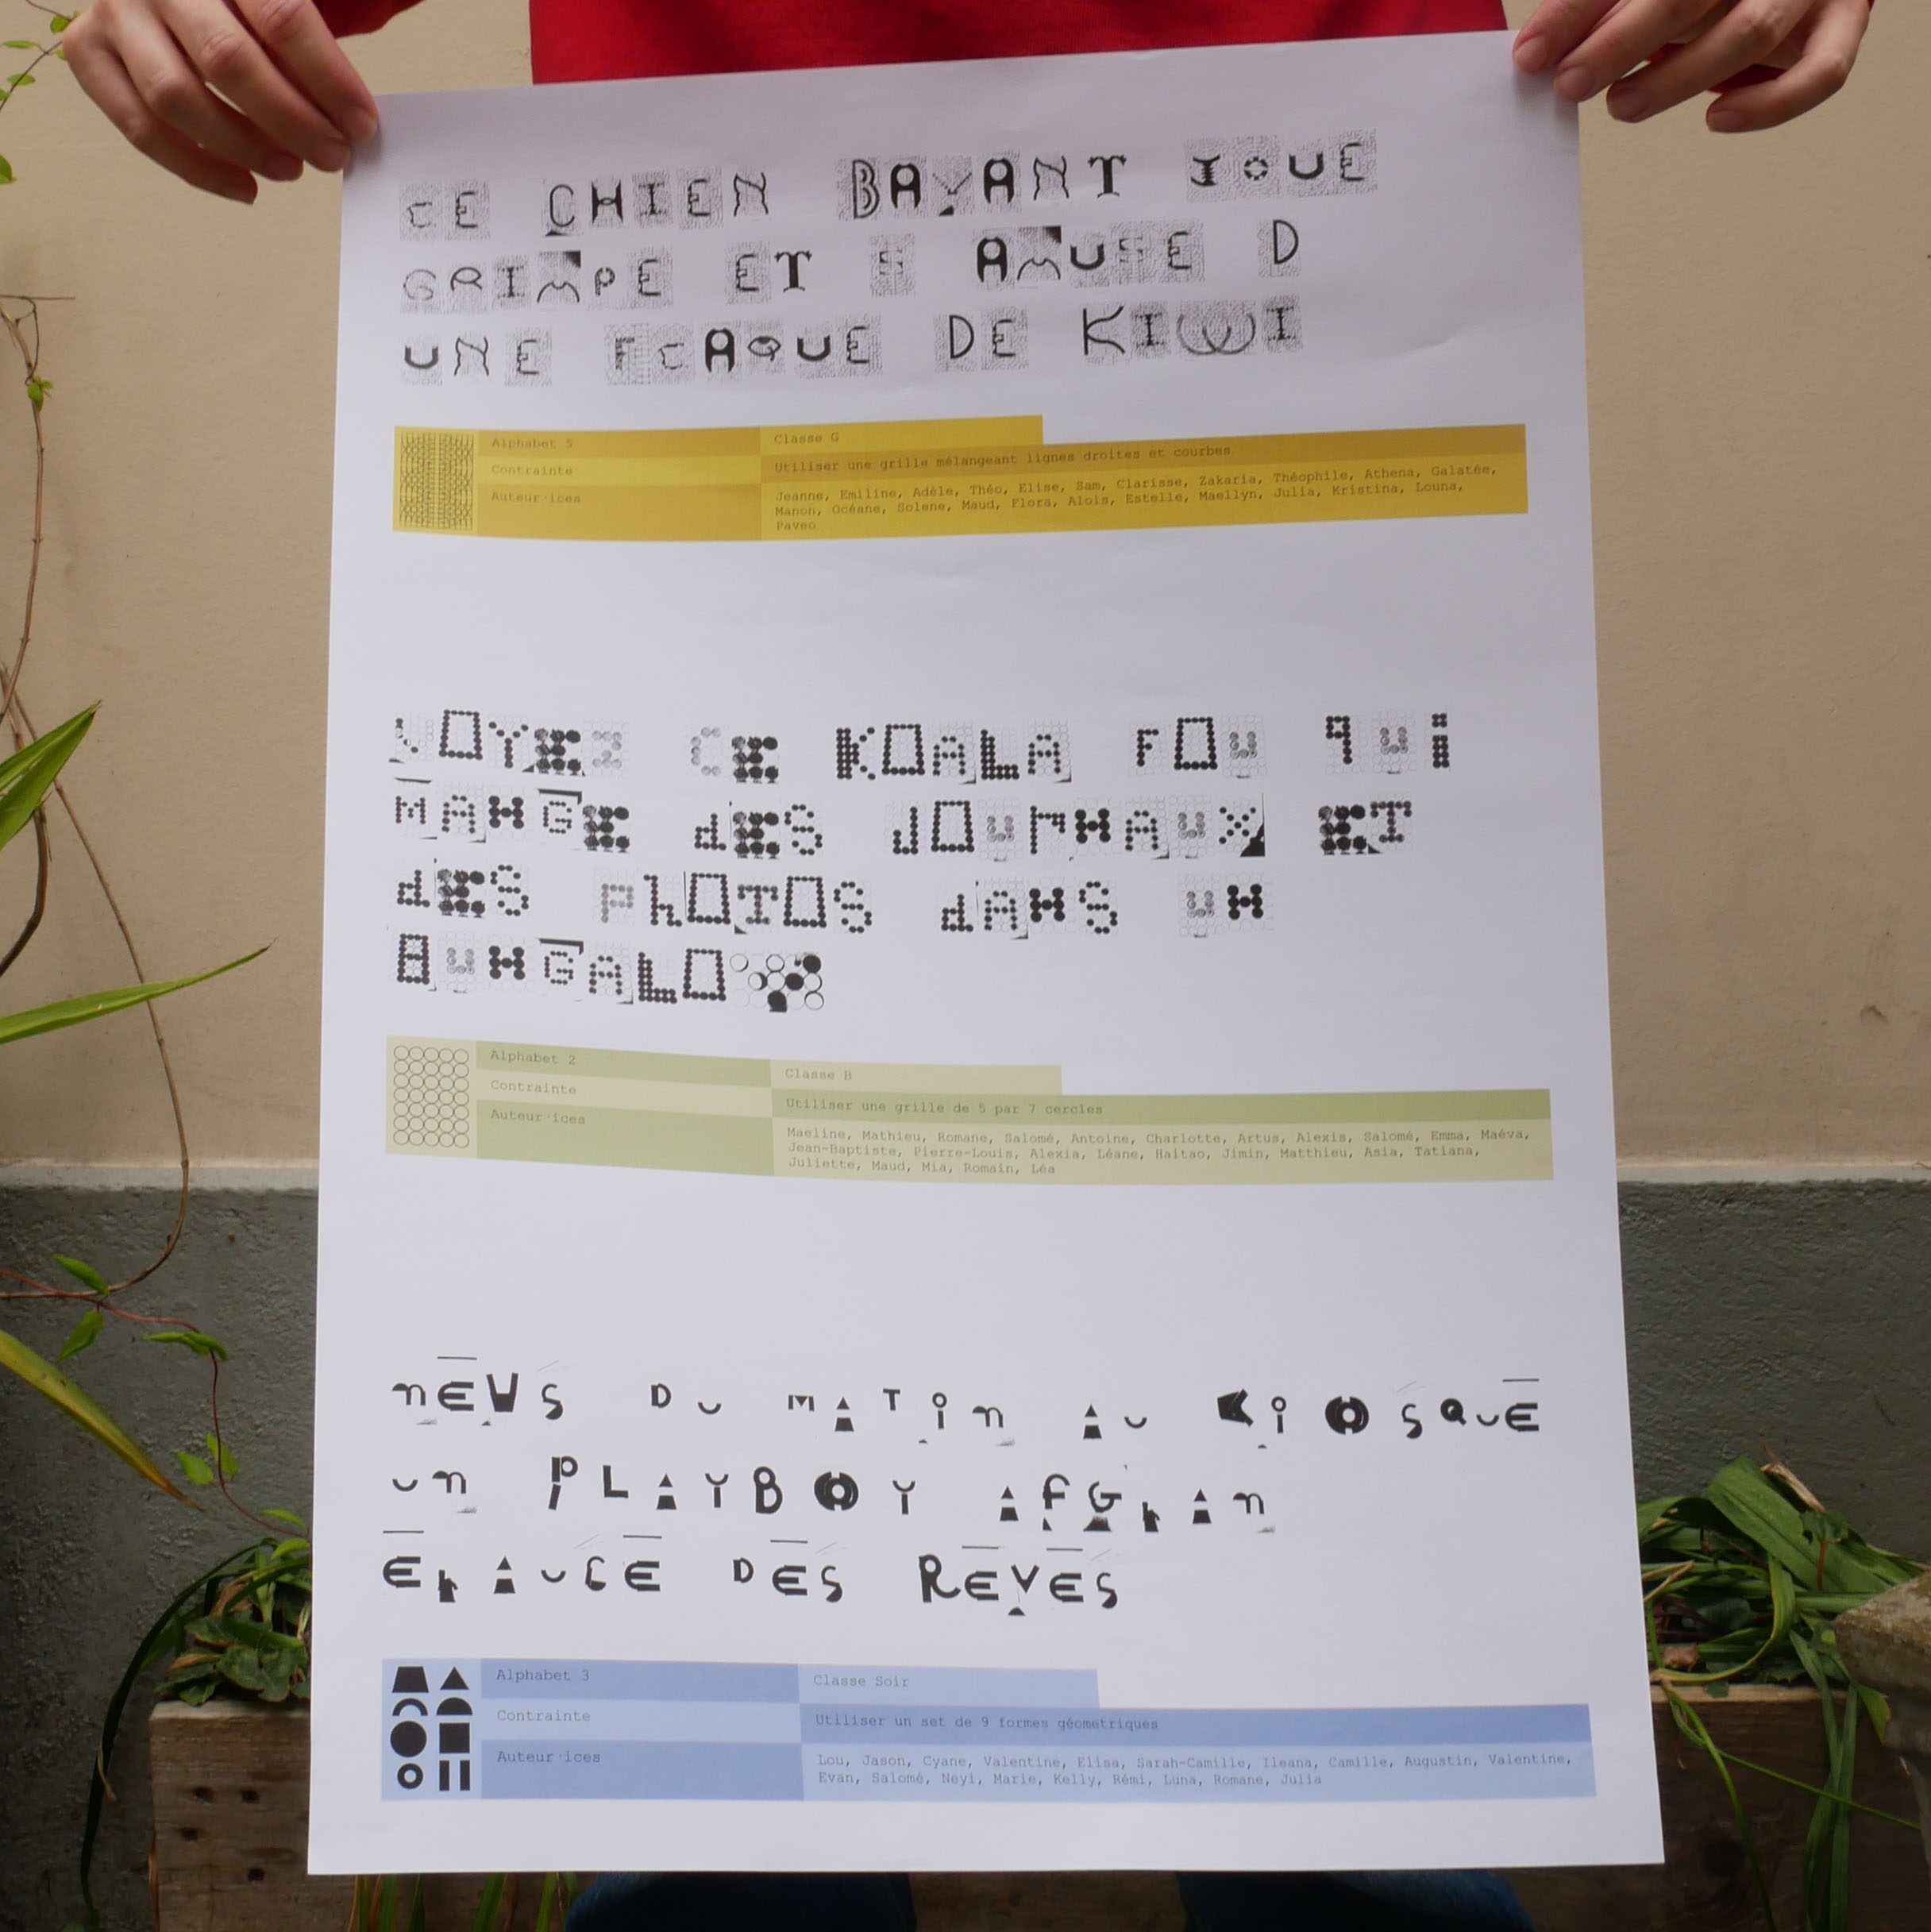 LE CHIEN BAVANT JOUE
GRIMPE ET S AMUSE D
UNE FLAQUE DE KIWI
Alphabet 5
Classe G
Contrainte
Utiliser une grille mélangeant lignes droites et courbes
Auteur·ices
Jeanne, Emiline, Adèle, Théo, Elise, Sam, Clarisse, Zakaria, Théophile, Athena, Galatée,
Manon, Océane, Solene, Maud, Flora, Alois, Estelle, Maellyn, Julia, Kristina, Louna,
Paveo
VOYEZ CE KOALA FOU qui
MANGE dES JOUrNAUX ET
dES PhOTOS dANS UN
BUNGALOW
Alphabet 2
Classe B
Contrainte
Utiliser une grille de 5 par 7 cercles
Auteur·ices
Maeline, Mathieu, Romane, Salomé, Antoine, Charlotte, Artus, Alexis, Salomé, Emma, Maéva,
Jean-Baptiste, Pierre-Louis, Alexia, Léane, Haitao, Jimin, Matthieu, Asia, Tatiana,
Juliette, Maud, Mia, Romain, Léa
nEWS DU MATin AU KiOSQUE
Un PLAYBOY AFGhAn
EhAUCE DES REVES
Alphabet 3
Classe Soir
Contrainte
Utiliser un set de 9 formes géometriques
Auteur·ices
Lou, Jason, Cyane, Valentine, Elisa, Sarah-Camille, Ileana, Camille, Augustin, Valentine,
Evan, Salomé, Neyi, Marie, Kelly, Rémi, Luna, Romane, Julia